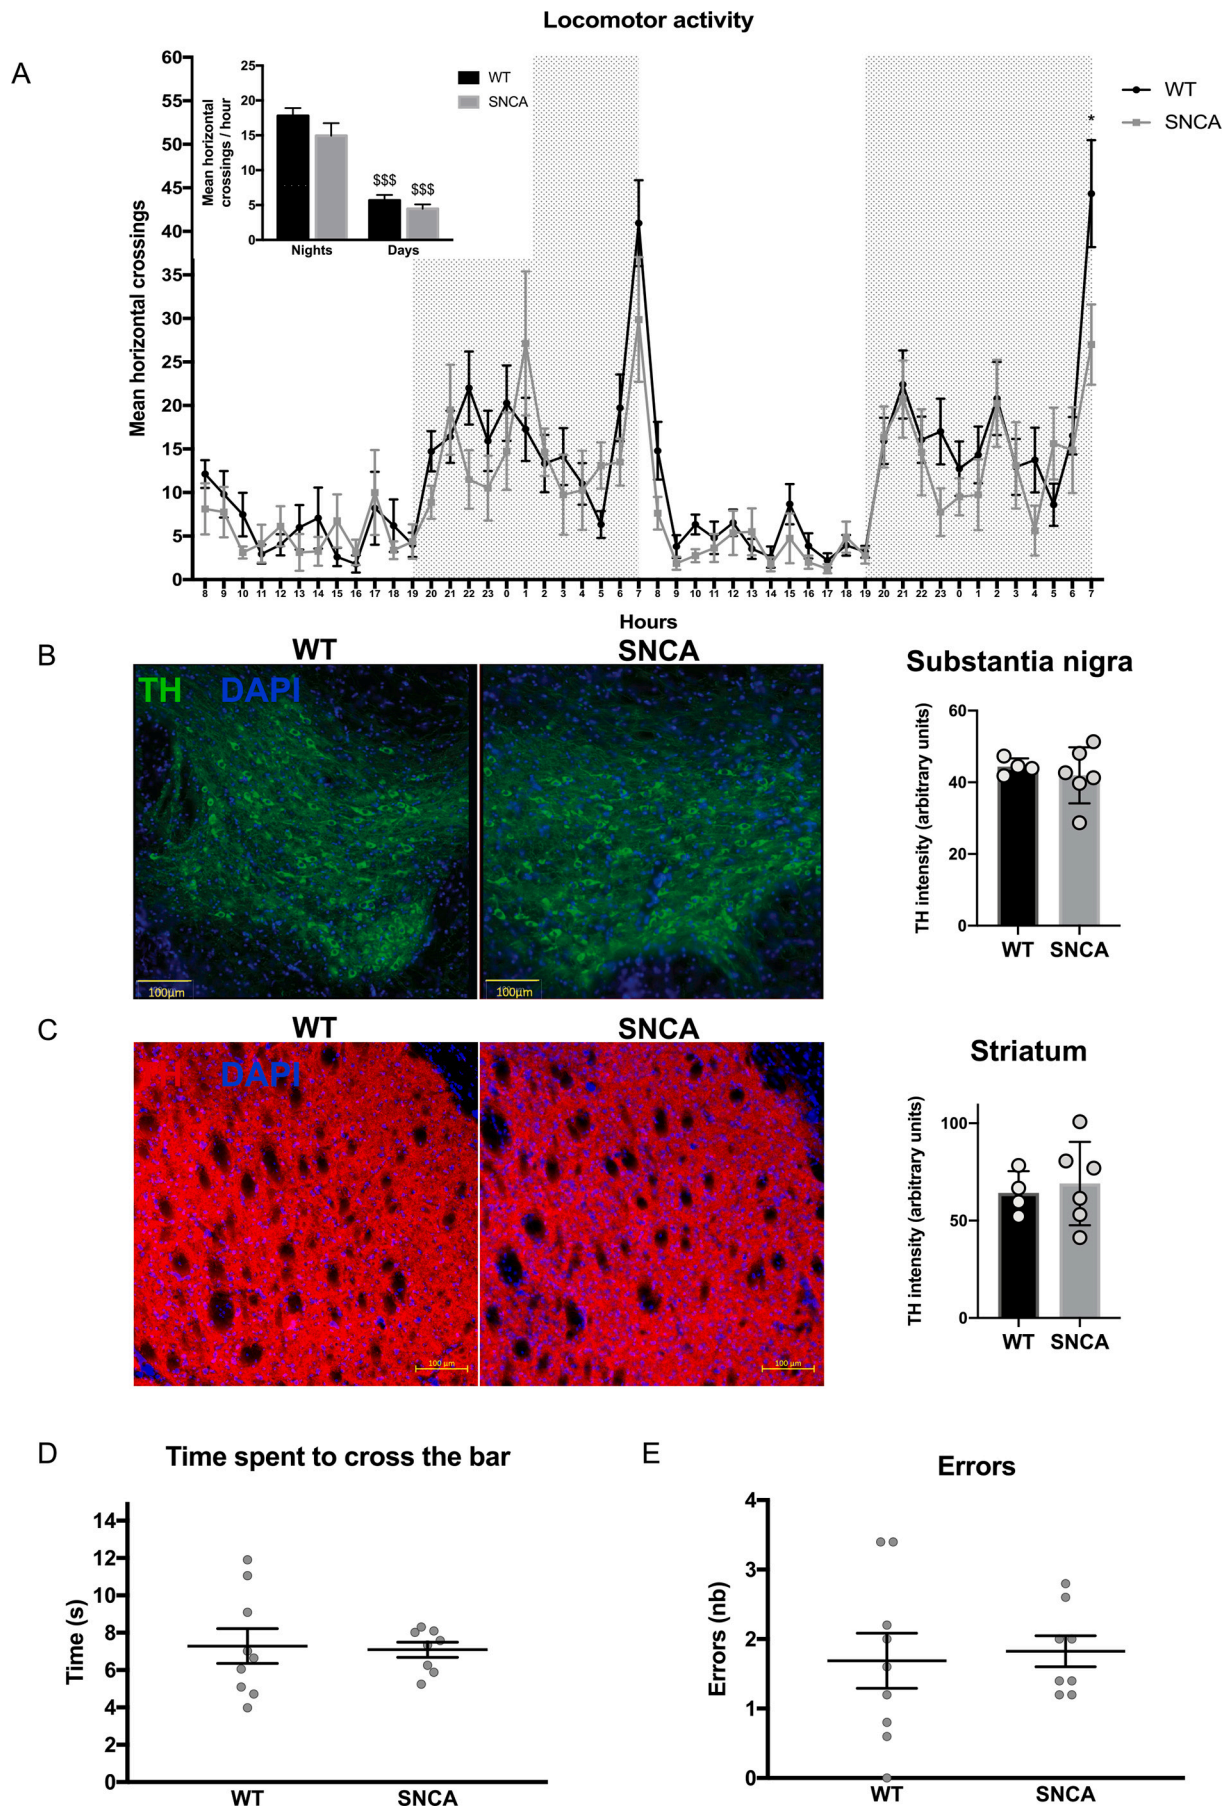 Locomotor activity
A
Mean horizontal crossings
60
55
50
45
40
35
30
25
20
15
10
5
0
Mean horizontal
crossings / hour
25
20
15
10
5
0
$$$ $$$
Nights Days
WT
SNCA
WT
SNCA
*
8 9 10 11 12 13 14 15 16 17 18 19 20 21 22 23 0 1 2 3 4 5 6 7 8 9 10 11 12 13 14 15 16 17 18 19 20 21 22 23 0 1 2 3 4 5 6 7
Hours
B
WT SNCA
TH DAPI
100µm 100µm
Substantia nigra
TH intensity (arbitrary units)
60
40
20
0
WT SNCA
C
WT SNCA
TH DAPI
100 µm 100 µm
Striatum
TH intensity (arbitrary units)
100
50
0
WT SNCA
D
Time spent to cross the bar
Time (s)
14
12
10
8
6
4
2
0
WT SNCA
E
Errors
Errors (nb)
4
3
2
1
0
WT SNCA